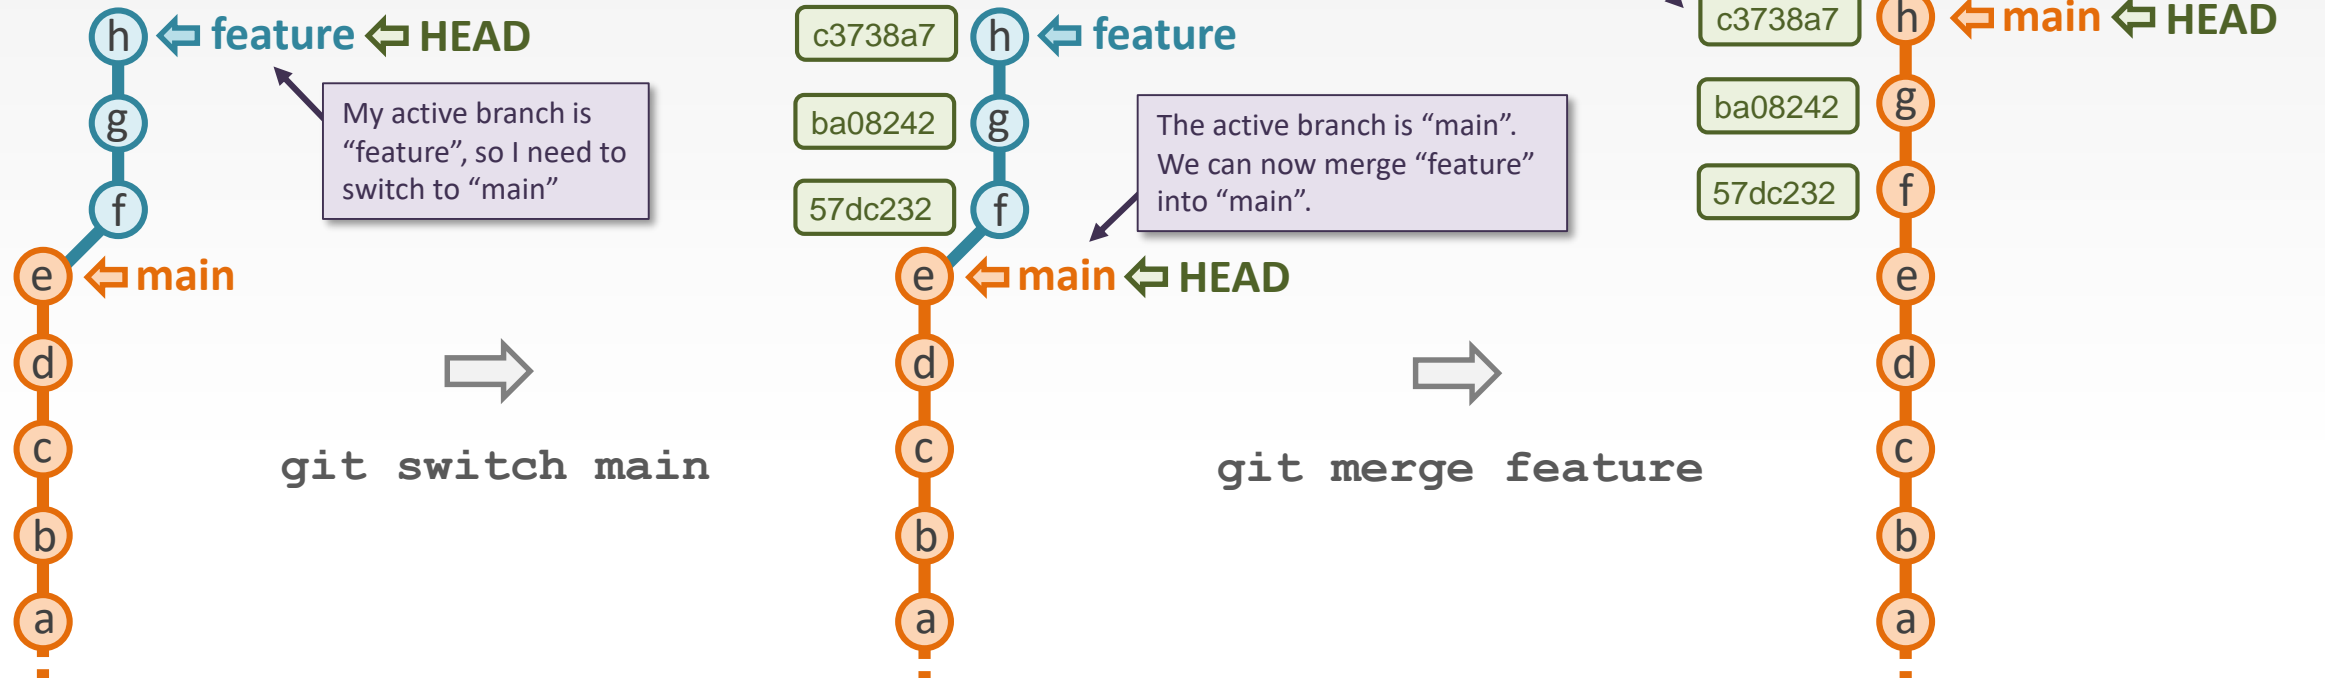 h feature HEAD
g
f
e main
d
c
b
a
My active branch is
“feature”, so I need to
switch to “main”
git switch main
c3738a7 h feature
ba08242 g
57dc232 f
e main HEAD
d
c
b
a
The active branch is “main”.
We can now merge “feature”
into “main”.
git merge feature
c3738a7 h main HEAD
ba08242 g
57dc232 f
e
d
c
b
a